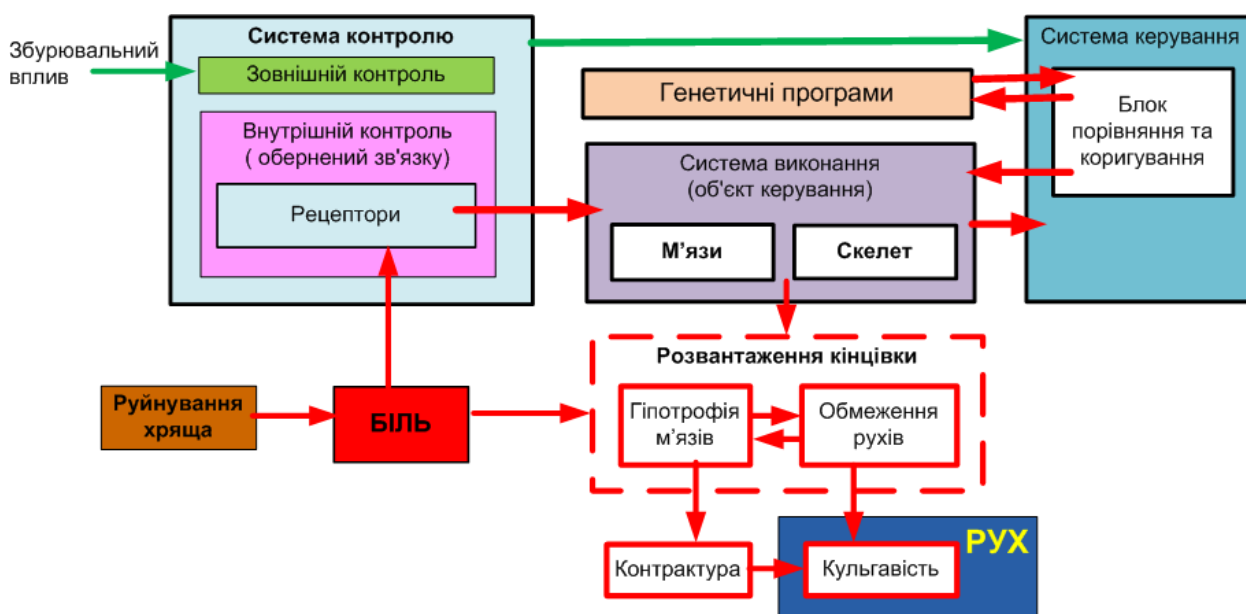 Збурювальний
вплив
Система контролю
Зовнішній контроль
Внутрішній контроль
( обернений зв'язку)
Рецептори
Генетичні програми
Система керування
Блок
порівняння та
коригування
Система виконання
(об'єкт керування)
М'язи
Скелет
Руйнування
хряща
БІЛЬ
Розвантаження кінцівки
Гіпотрофія
м'язів
Обмеження
рухів
Контрактура
РУХ
Кульгавість